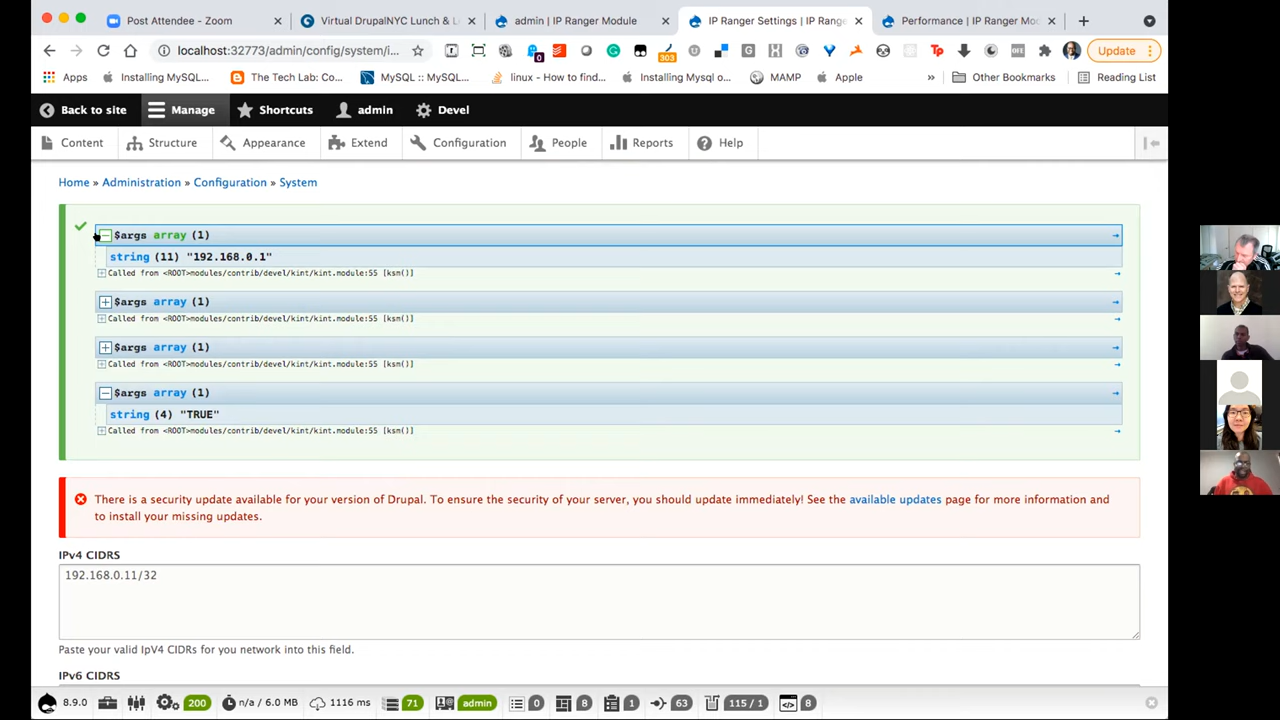 Post Attendee - Zoom
Virtual DrupalNYC Lunch & L
admin | IP Ranger Module
IP Ranger Settings | IP Range
Performance | IP Ranger Mo
localhost:32773/admin/config/system/i...
0
303
Update
Apps
Installing MySQL...
The Tech Lab: Co...
MySQL :: MySQL...
linux - How to find...
Installing Mysql o...
MAMP
Apple
»
Other Bookmarks
Reading List
Back to site
Manage
Shortcuts
admin
Devel
Content
Structure
Appearance
Extend
Configuration
People
Reports
Help
Home » Administration » Configuration » System
$args array (1)
string (11) "192.168.0.1"
Called from <ROOT>modules/contrib/devel/kint/kint.module:55 [ksm()]
$args array (1)
Called from <ROOT>modules/contrib/devel/kint/kint.module:55 [ksm()]
$args array (1)
Called from <ROOT>modules/contrib/devel/kint/kint.module:55 [ksm()]
$args array (1)
string (4) "TRUE"
Called from <ROOT>modules/contrib/devel/kint/kint.module:55 [ksm()]
There is a security update available for your version of Drupal. To ensure the security of your server, you should update immediately! See the available updates page for more information and
to install your missing updates.
IPv4 CIDRS
192.168.0.11/32
Paste your valid IpV4 CIDRs for you network into this field.
IPv6 CIDRS
8.9.0
200
n/a / 6.0 MB
1116 ms
71
admin
0
8
1
63
115 / 1
8